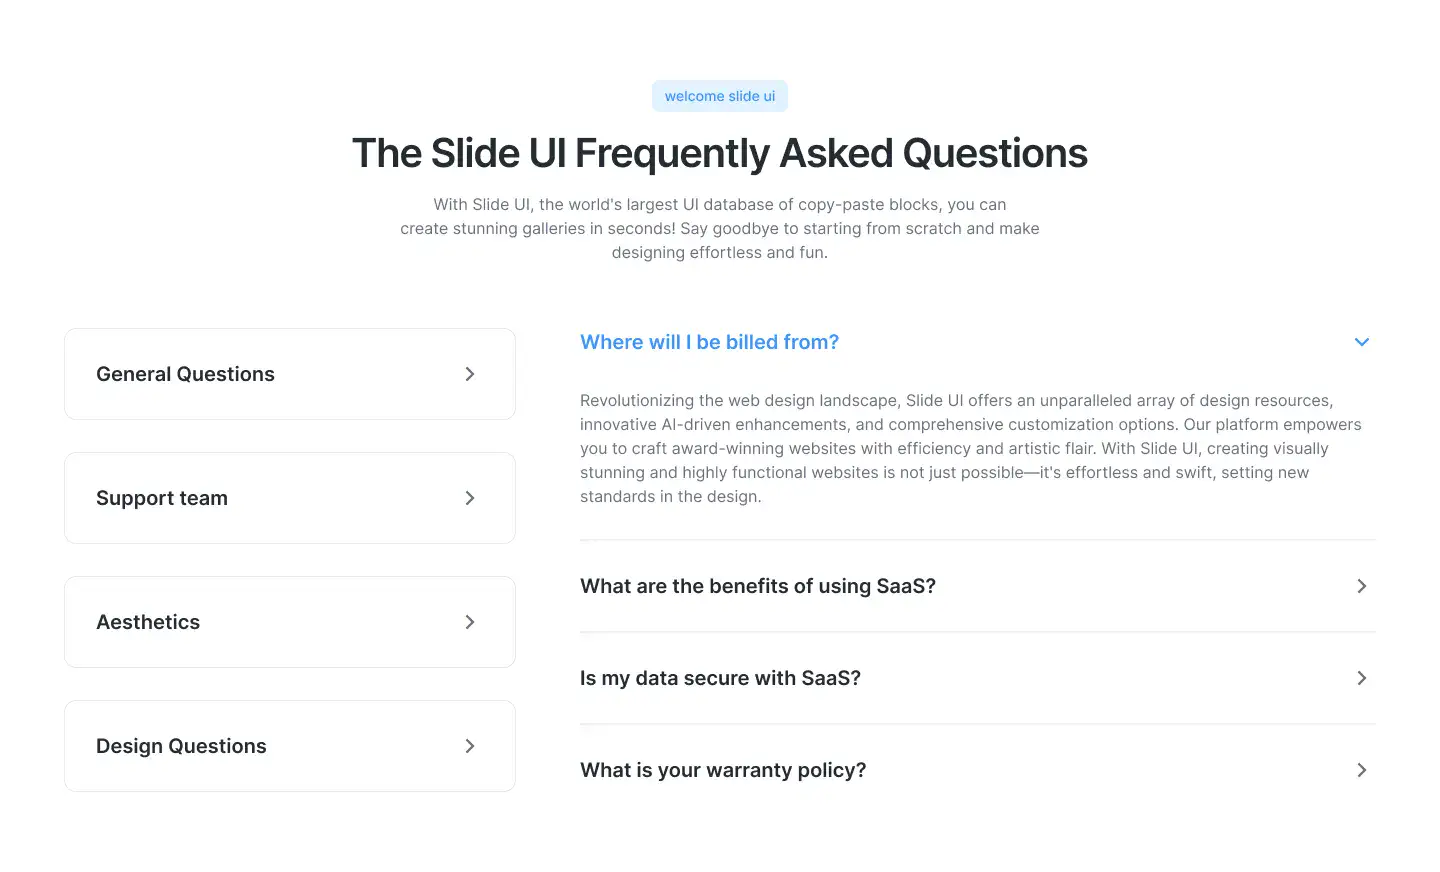 welcome slide ui
The Slide UI Frequently Asked Questions
With Slide UI, the world's largest UI database of copy-paste blocks, you can
create stunning galleries in seconds! Say goodbye to starting from scratch and make
designing effortless and fun.
General Questions
Support team
Aesthetics
Design Questions
Where will I be billed from?
Revolutionizing the web design landscape, Slide UI offers an unparalleled array of design resources,
innovative AI-driven enhancements, and comprehensive customization options. Our platform empowers
you to craft award-winning websites with efficiency and artistic flair. With Slide UI, creating visually
stunning and highly functional websites is not just possible—it's effortless and swift, setting new
standards in the design.
What are the benefits of using SaaS?
Is my data secure with SaaS?
What is your warranty policy?